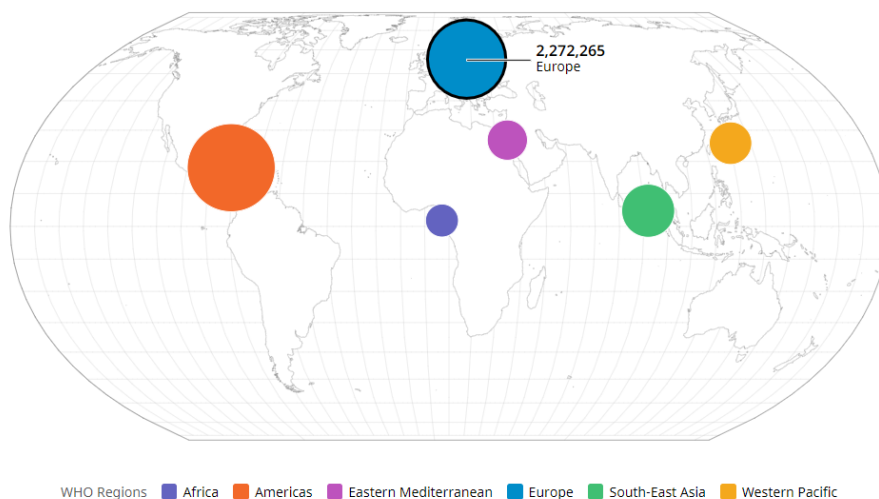 2,272,265
Europe
WHO Regions Africa Americas Eastern Mediterranean Europe South-East Asia Western Pacific